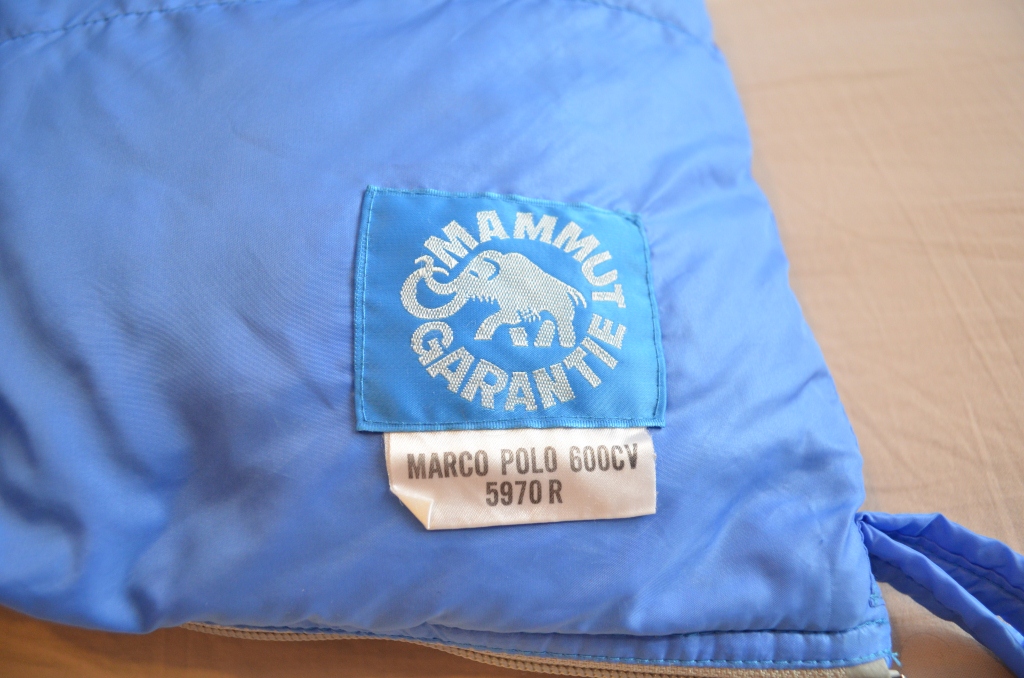 MAMMUT
GARANTIE
MARCO POLO 600CV
5970 R